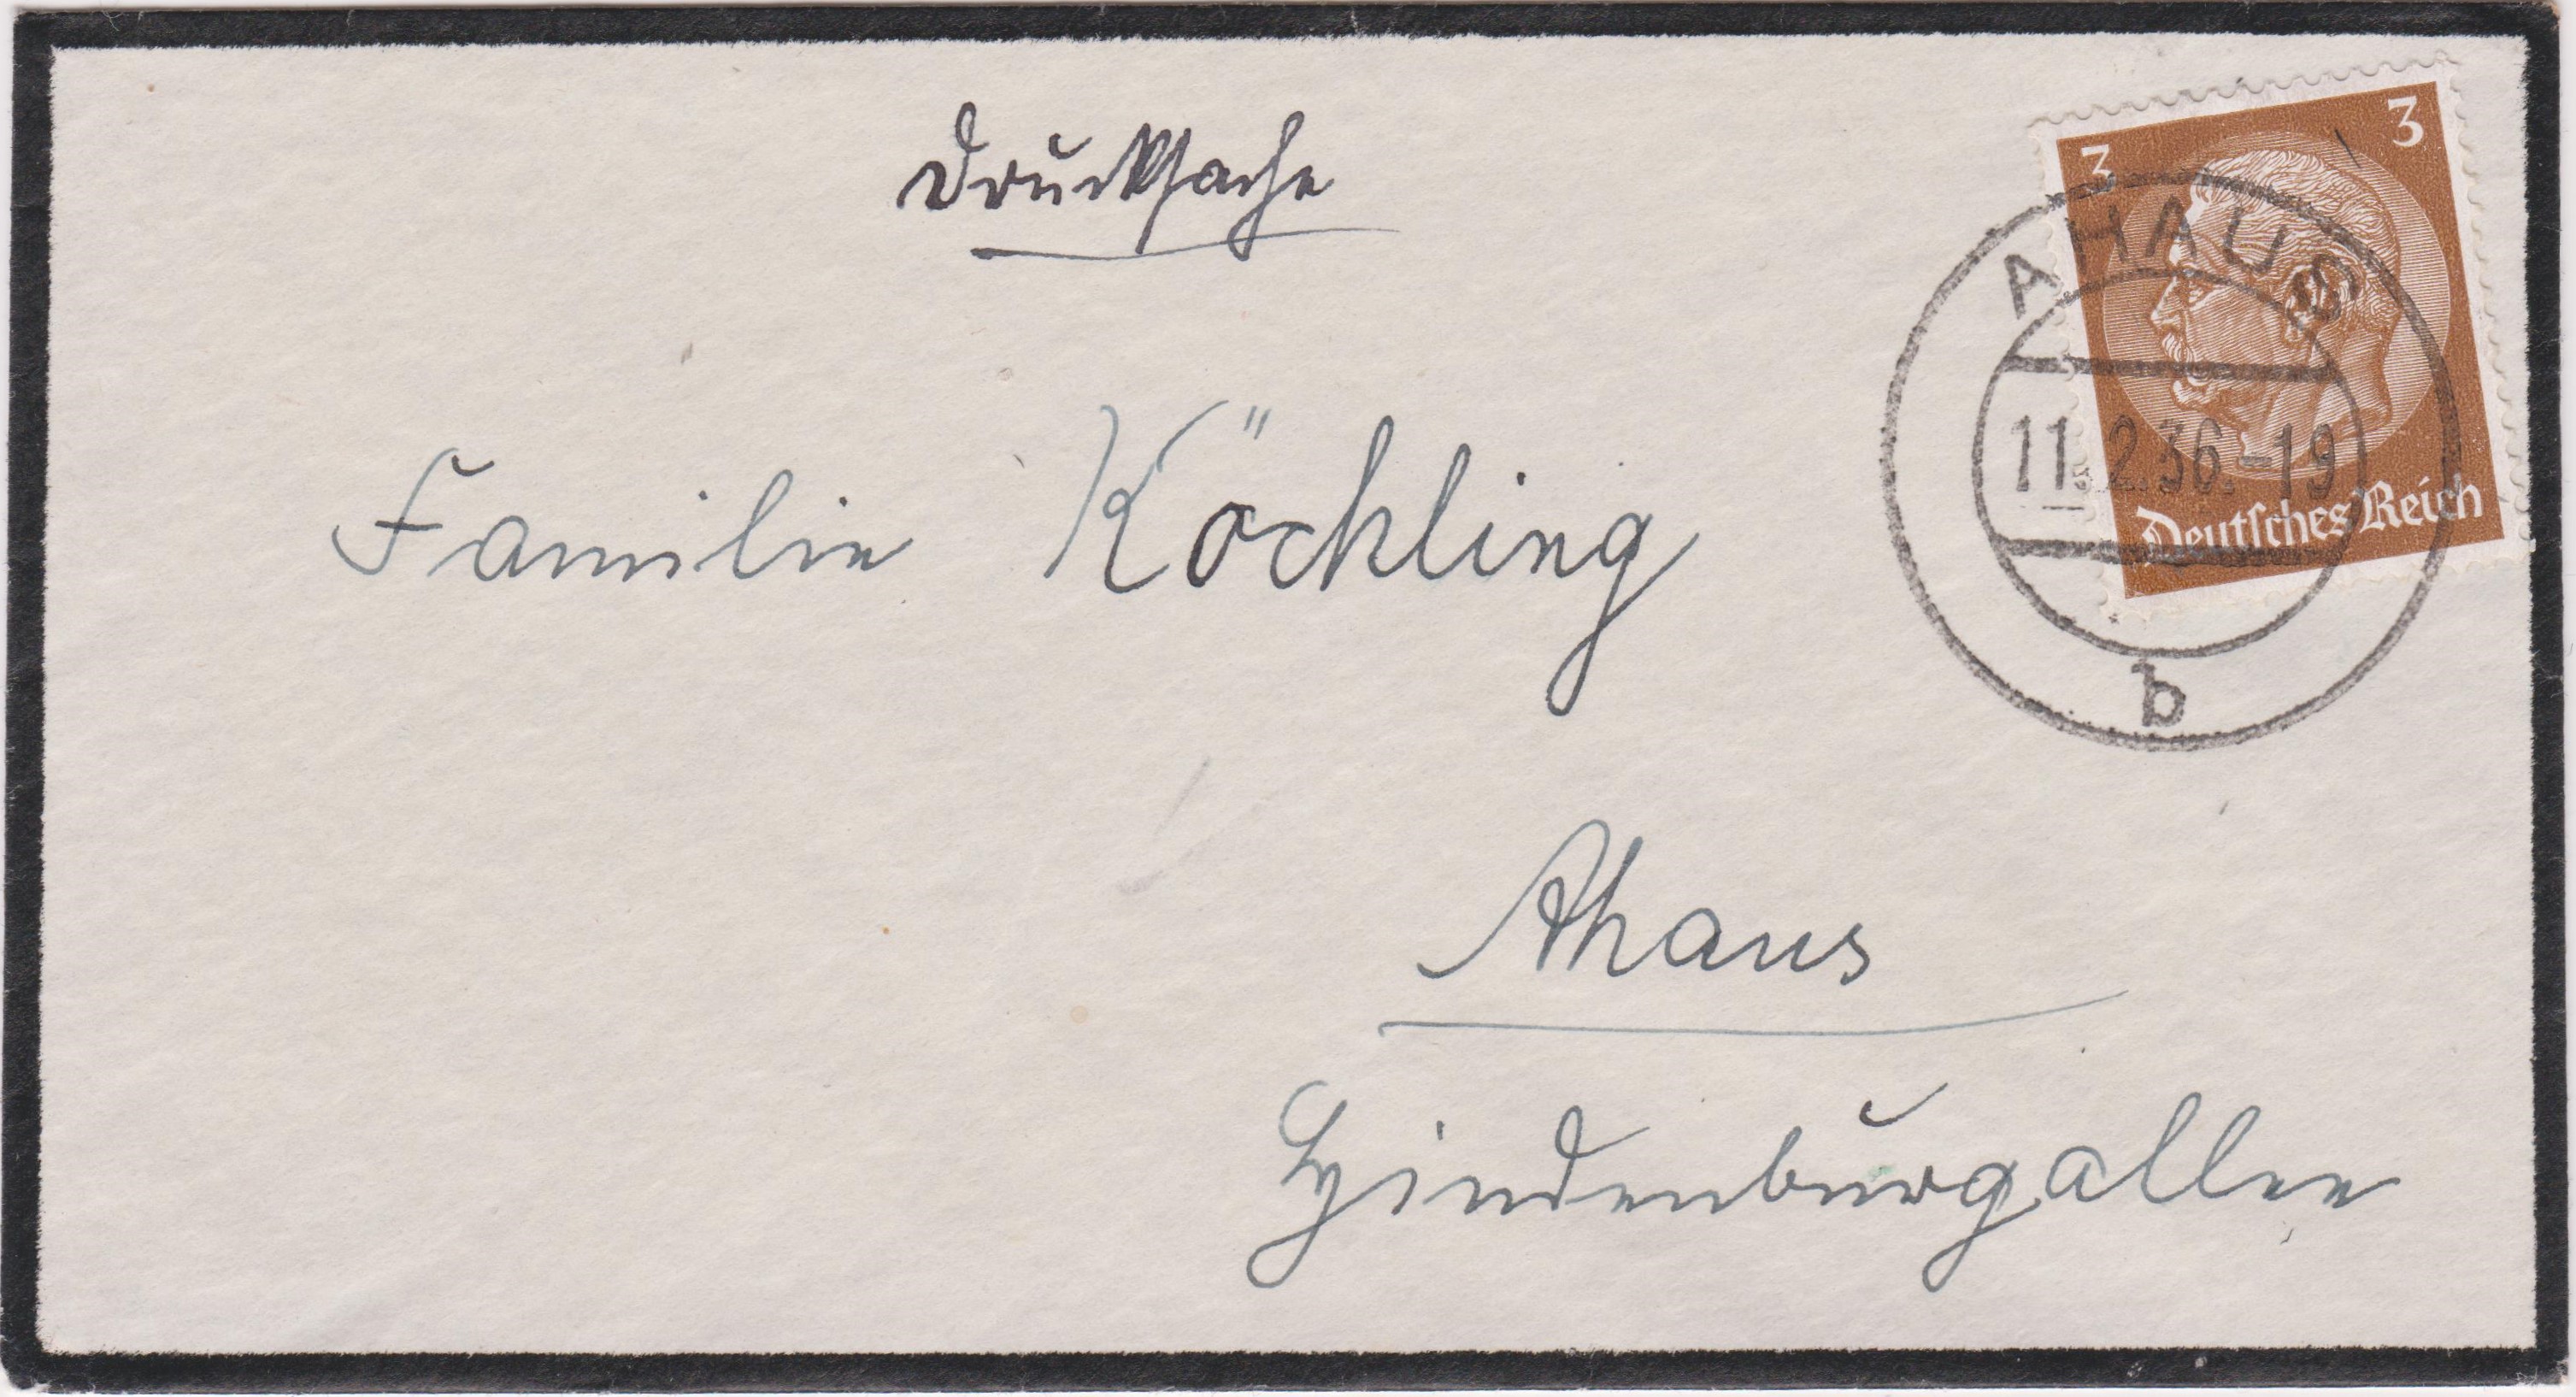 Drucksache
3 3
AHAUS
11.2.36.-19
Deutsches Reich
b
Familie Köckling
Ahaus
Hindenburgallee